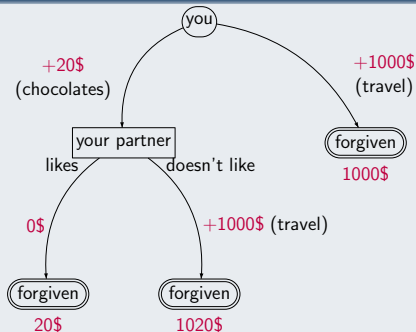 you
+20$
(chocolates)
+1000$
(travel)
your partner
forgiven
1000$
likes
doesn't like
0$
+1000$ (travel)
forgiven
forgiven
20$
1020$